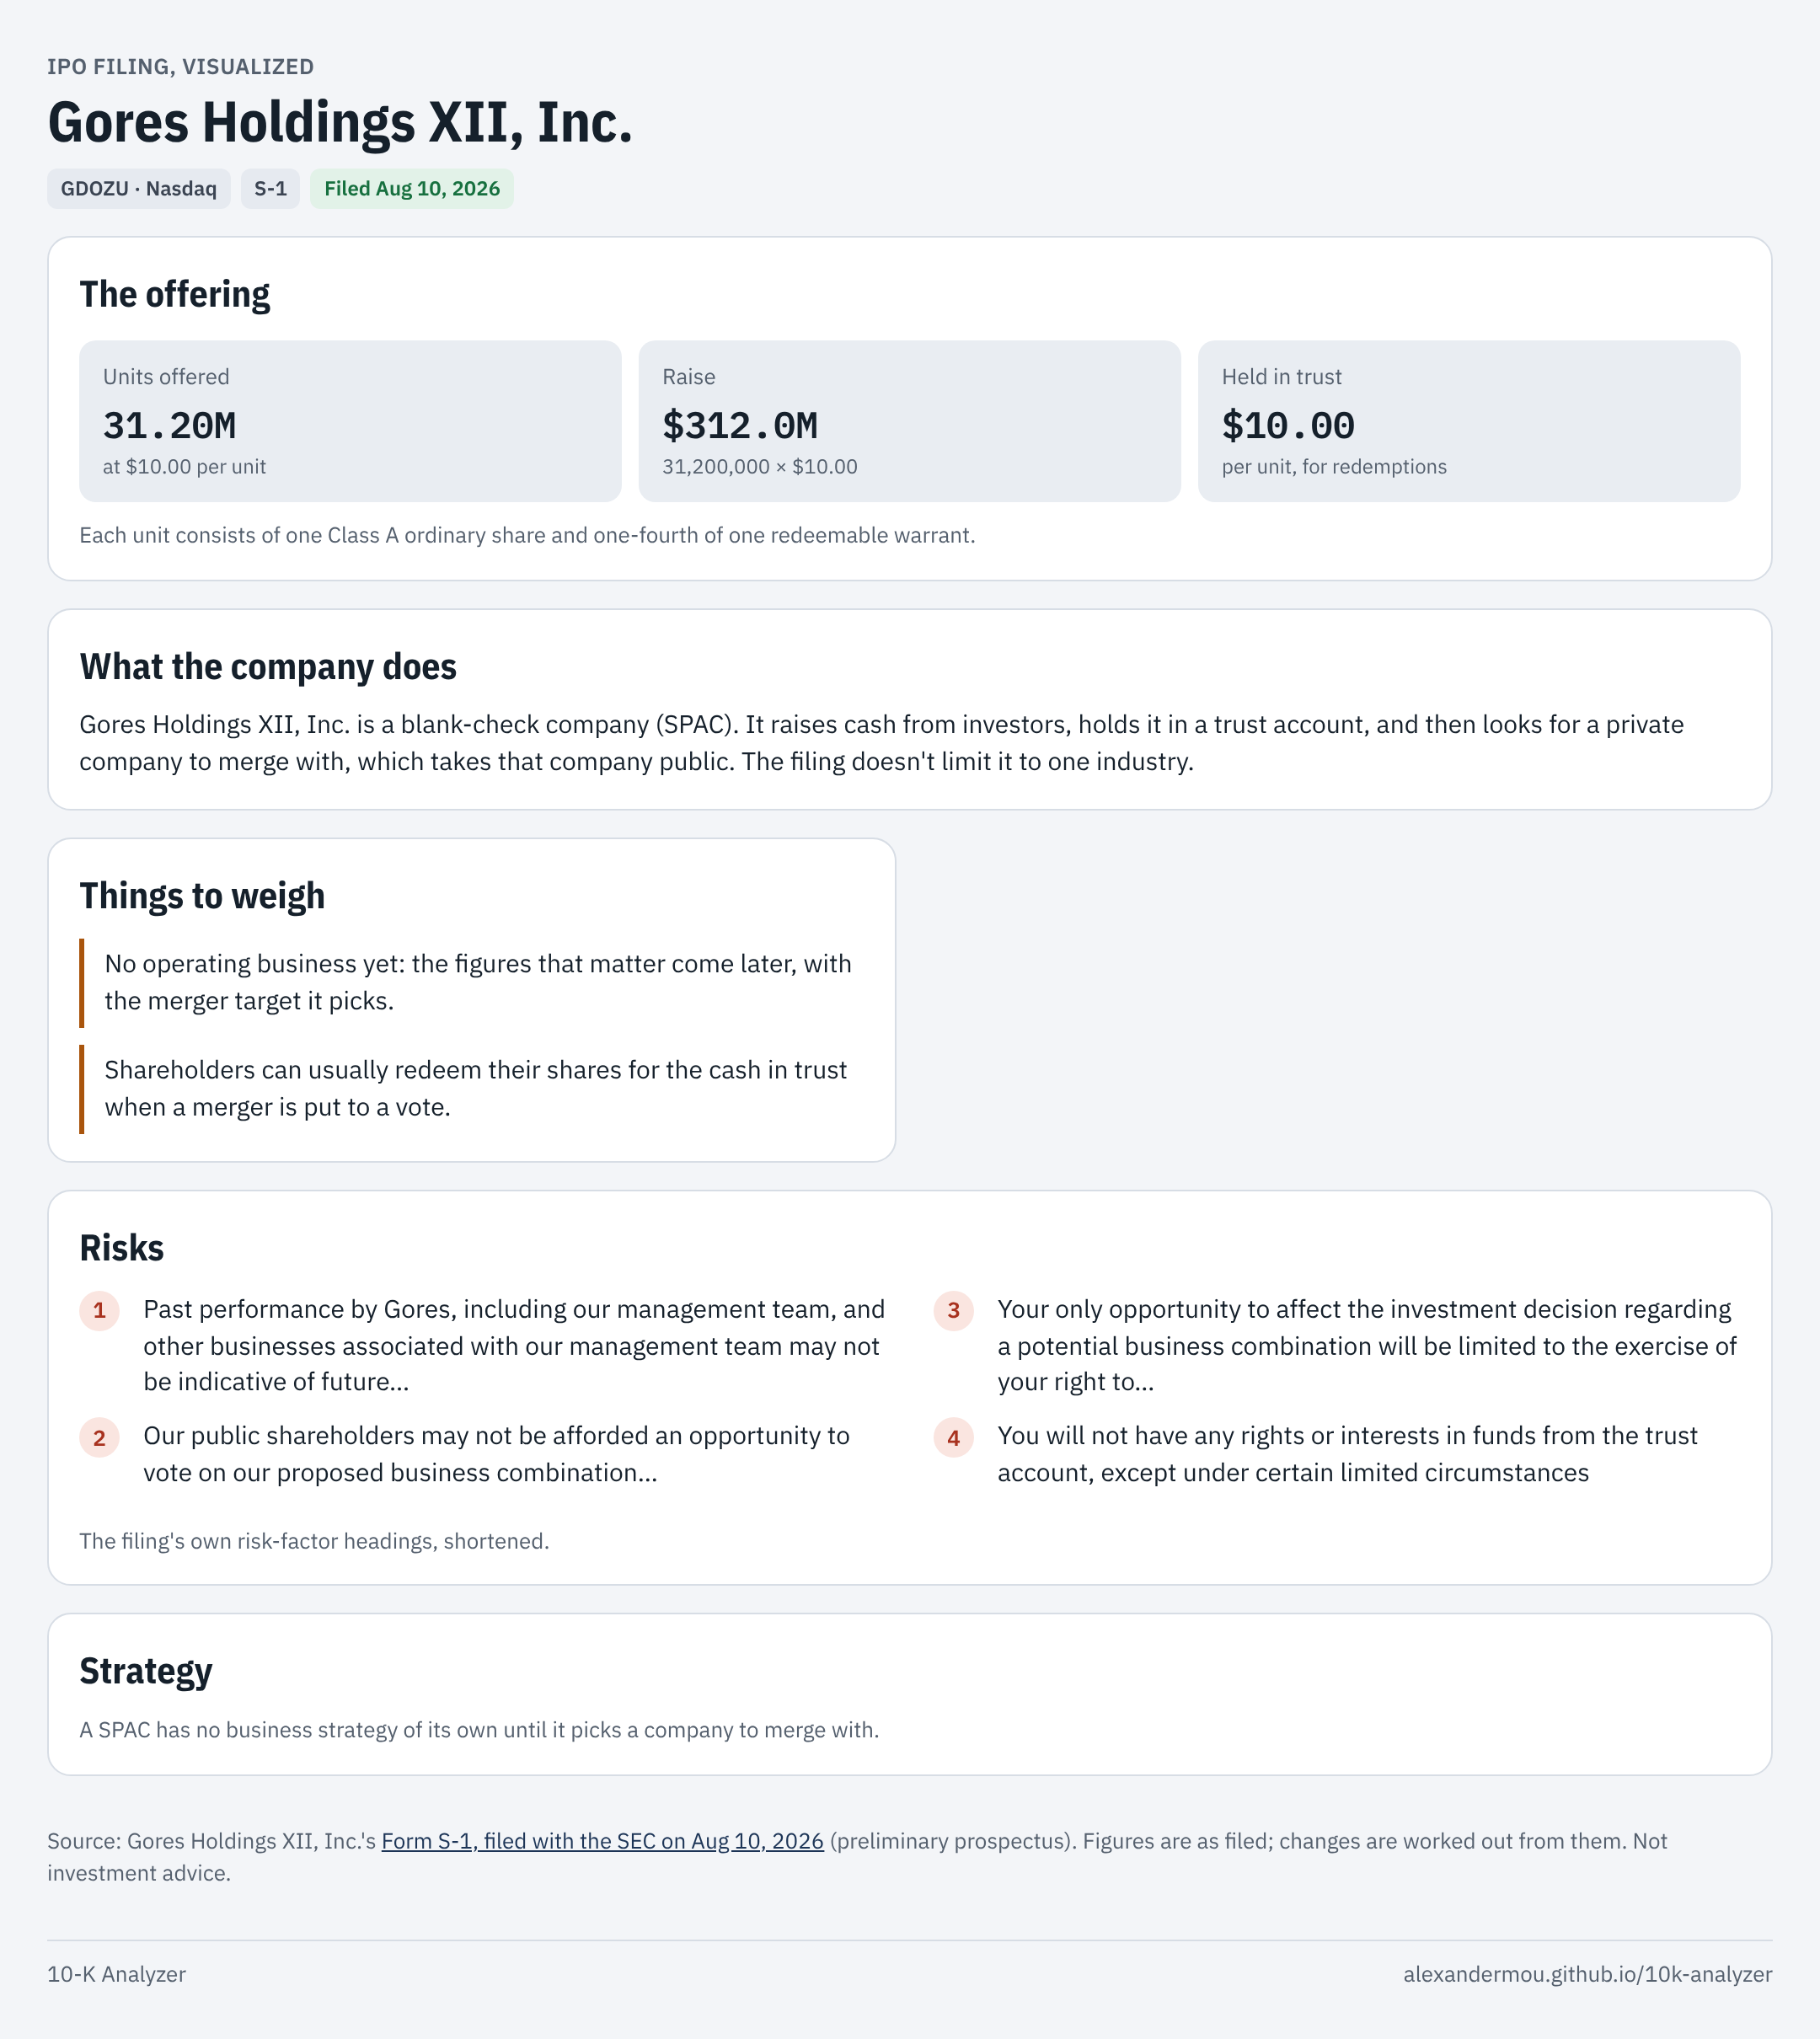 IPO FILING, VISUALIZED
Gores Holdings XII, Inc.
GDOZU · Nasdaq
S-1
Filed Aug 10, 2026
The offering
Units offered
31.20M
at $10.00 per unit
Raise
$312.0M
31,200,000 × $10.00
Held in trust
$10.00
per unit, for redemptions
Each unit consists of one Class A ordinary share and one-fourth of one redeemable warrant.
What the company does
Gores Holdings XII, Inc. is a blank-check company (SPAC). It raises cash from investors, holds it in a trust account, and then looks for a private
company to merge with, which takes that company public. The filing doesn't limit it to one industry.
Things to weigh
No operating business yet: the figures that matter come later, with
the merger target it picks.
Shareholders can usually redeem their shares for the cash in trust
when a merger is put to a vote.
Risks
1
Past performance by Gores, including our management team, and
other businesses associated with our management team may not
be indicative of future...
2
Our public shareholders may not be afforded an opportunity to
vote on our proposed business combination...
3
Your only opportunity to affect the investment decision regarding
a potential business combination will be limited to the exercise of
your right to...
4
You will not have any rights or interests in funds from the trust
account, except under certain limited circumstances
The filing's own risk-factor headings, shortened.
Strategy
A SPAC has no business strategy of its own until it picks a company to merge with.
Source: Gores Holdings XII, Inc.'s Form S-1, filed with the SEC on Aug 10, 2026 (preliminary prospectus). Figures are as filed; changes are worked out from them. Not
investment advice.
10-K Analyzer
alexandermou.github.io/10k-analyzer